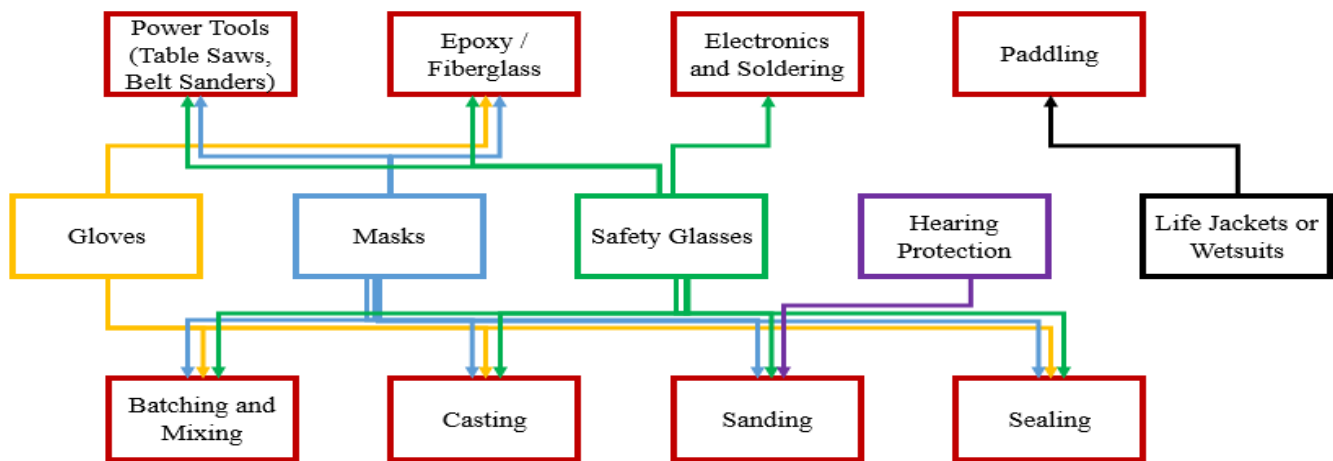 Power Tools
(Table Saws,
Belt Sanders)
Epoxy /
Fiberglass
Electronics
and Soldering
Paddling
Gloves
Masks
Safety Glasses
Hearing
Protection
Life Jackets or
Wetsuits
Batching and
Mixing
Casting
Sanding
Sealing